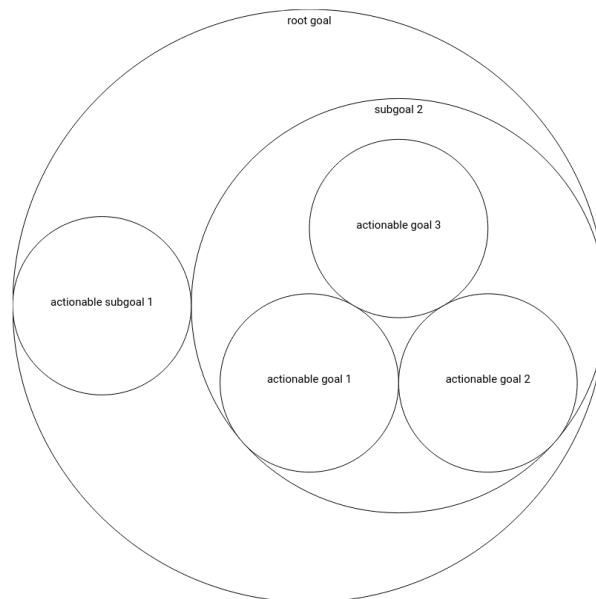 root goal
subgoal 2
actionable goal 3
actionable subgoal 1
actionable goal 1
actionable goal 2